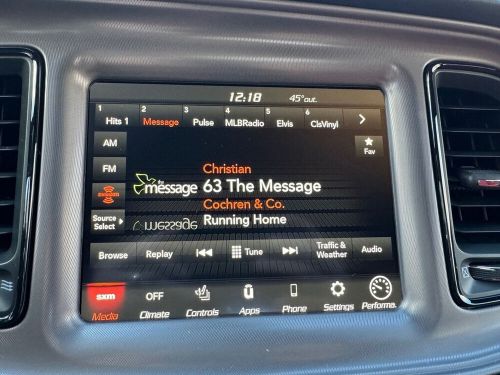 12:18 45°out.
1 2 3 4 5 6
Hits 1 Message Pulse MLBRadio Elvis ClsVinyl
AM
Fav
FM
Christian
the message 63 The Message
Cochren & Co.
Source Select
Running Home
Browse Replay Tune Traffic & Weather Audio
sxm OFF
Media Climate Controls Apps Phone Settings Performa.